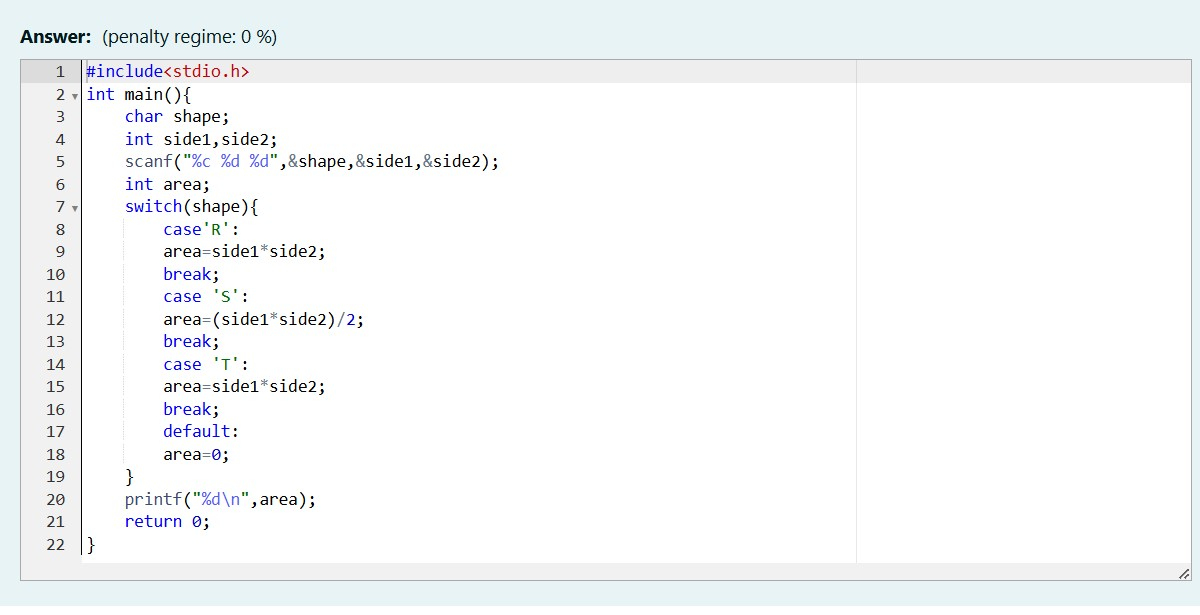 Answer: (penalty regime: 0 %)
1 #include<stdio.h>
2 int main(){
3     char shape;
4     int side1,side2;
5     scanf("%c %d %d",&shape,&side1,&side2);
6     int area;
7     switch(shape){
8         case'R':
9         area=side1*side2;
10         break;
11         case 'S':
12         area=(side1*side2)/2;
13         break;
14         case 'T':
15         area=side1*side2;
16         break;
17         default:
18         area=0;
19     }
20     printf("%d\n",area);
21     return 0;
22 }